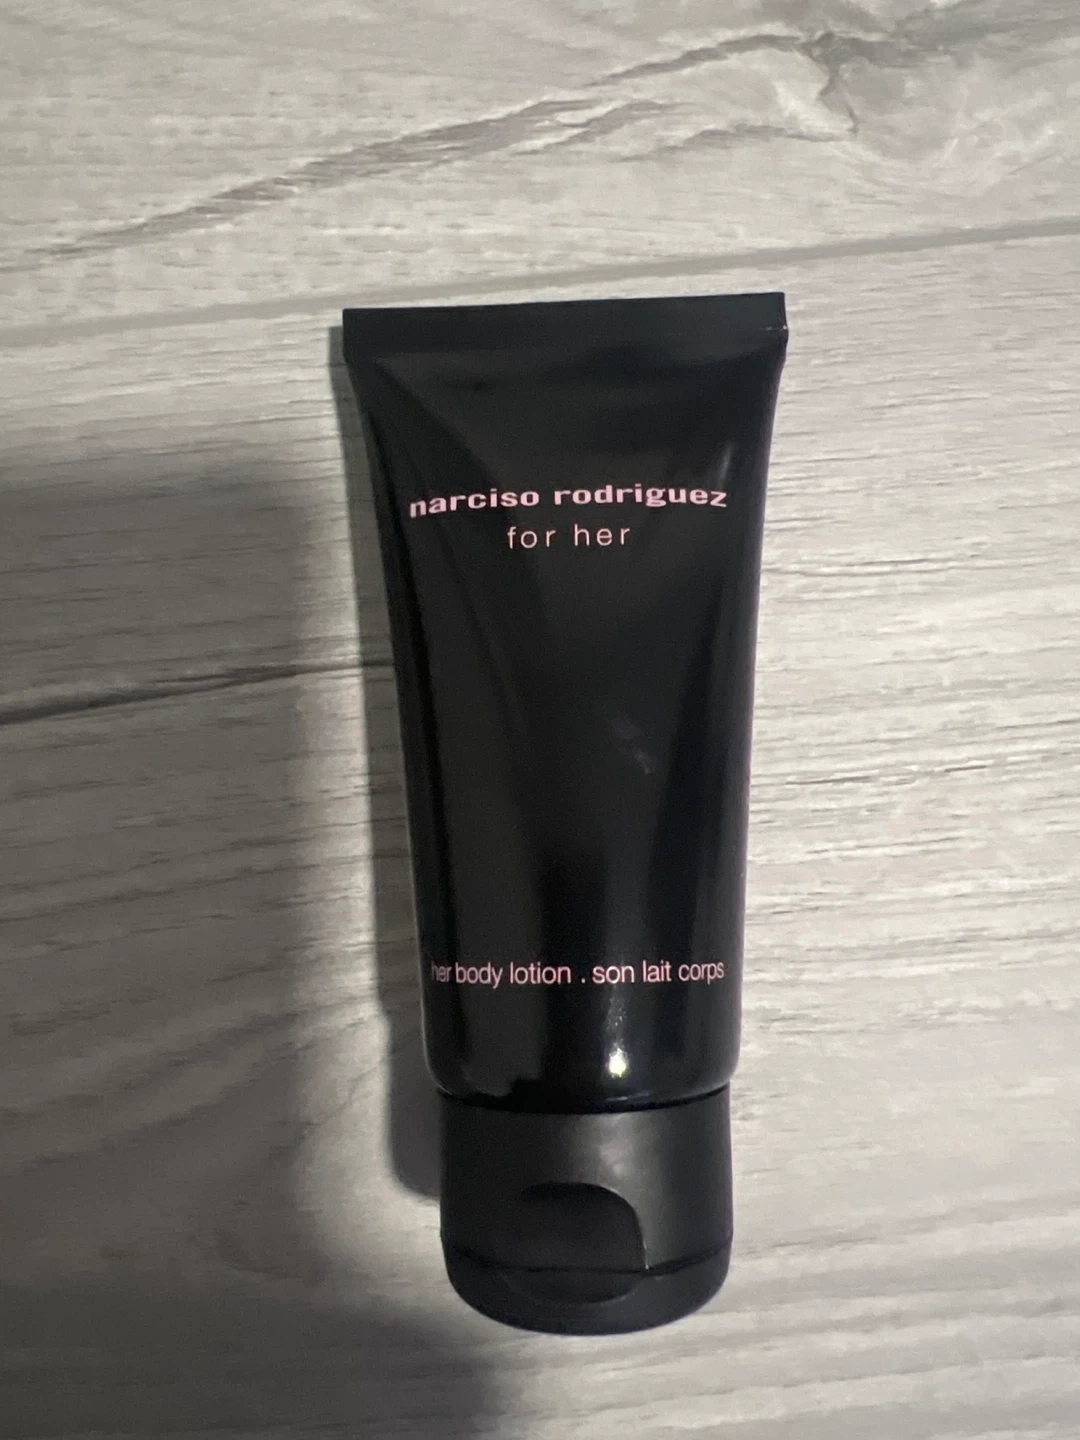 narciso rodriguez
for her
her body lotion . son lait corps